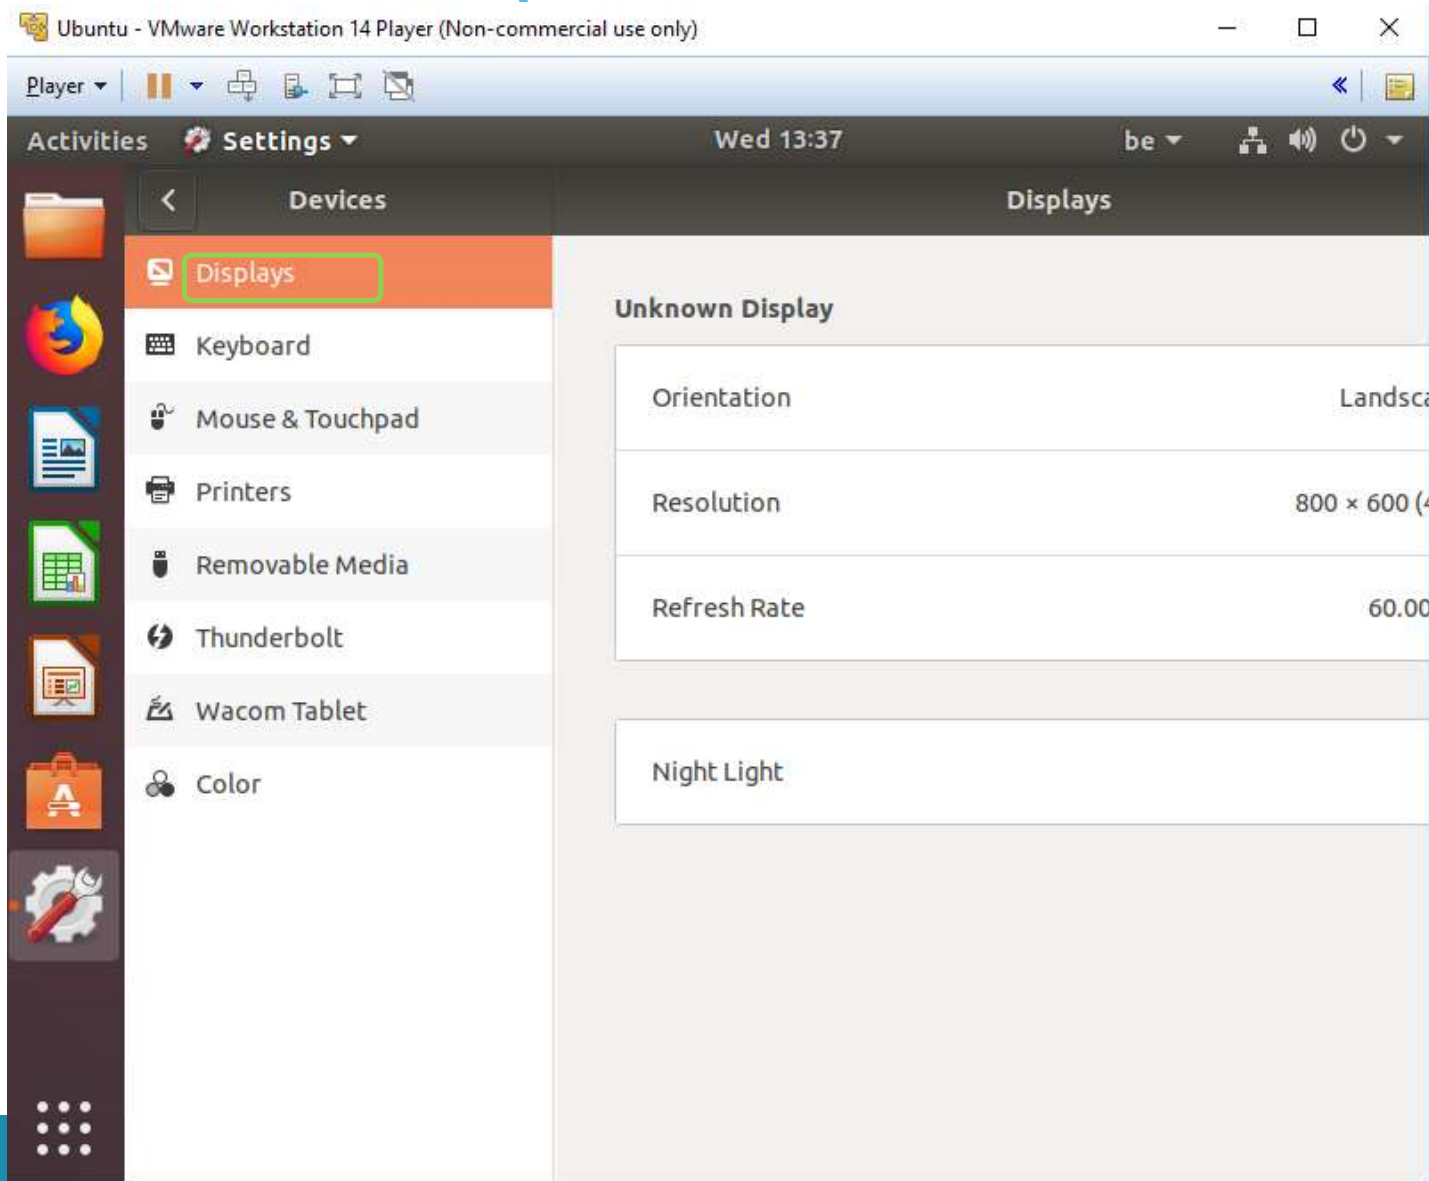 Ubuntu - VMware Workstation 14 Player (Non-commercial use only)
Player
Activities Settings Wed 13:37 be
Devices Displays
Displays
Keyboard
Mouse & Touchpad
Printers
Removable Media
Thunderbolt
Wacom Tablet
Color
Unknown Display
Orientation Landsca
Resolution 800 × 600 (4
Refresh Rate 60.00
Night Light